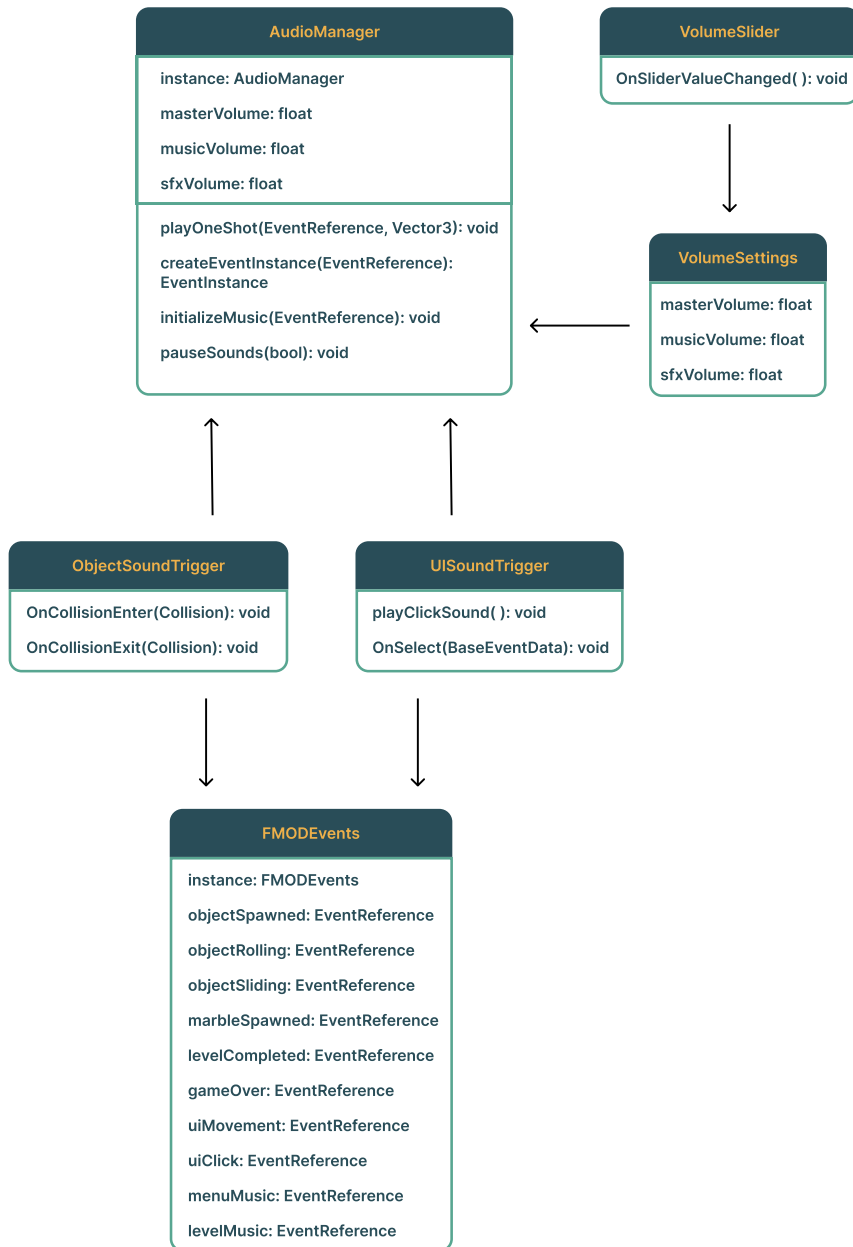 AudioManager
instance: AudioManager
masterVolume: float
musicVolume: float
sfxVolume: float
playOneShot(EventReference, Vector3): void
createEventInstance(EventReference):
EventInstance
initializeMusic(EventReference): void
pauseSounds(bool): void
VolumeSlider
OnSliderValueChanged( ): void
VolumeSettings
masterVolume: float
musicVolume: float
sfxVolume: float
ObjectSoundTrigger
OnCollisionEnter(Collision): void
OnCollisionExit(Collision): void
UISoundTrigger
playClickSound( ): void
OnSelect(BaseEventData): void
FMODEvents
instance: FMODEvents
objectSpawned: EventReference
objectRolling: EventReference
objectSliding: EventReference
marbleSpawned: EventReference
levelCompleted: EventReference
gameOver: EventReference
uiMovement: EventReference
uiClick: EventReference
menuMusic: EventReference
levelMusic: EventReference